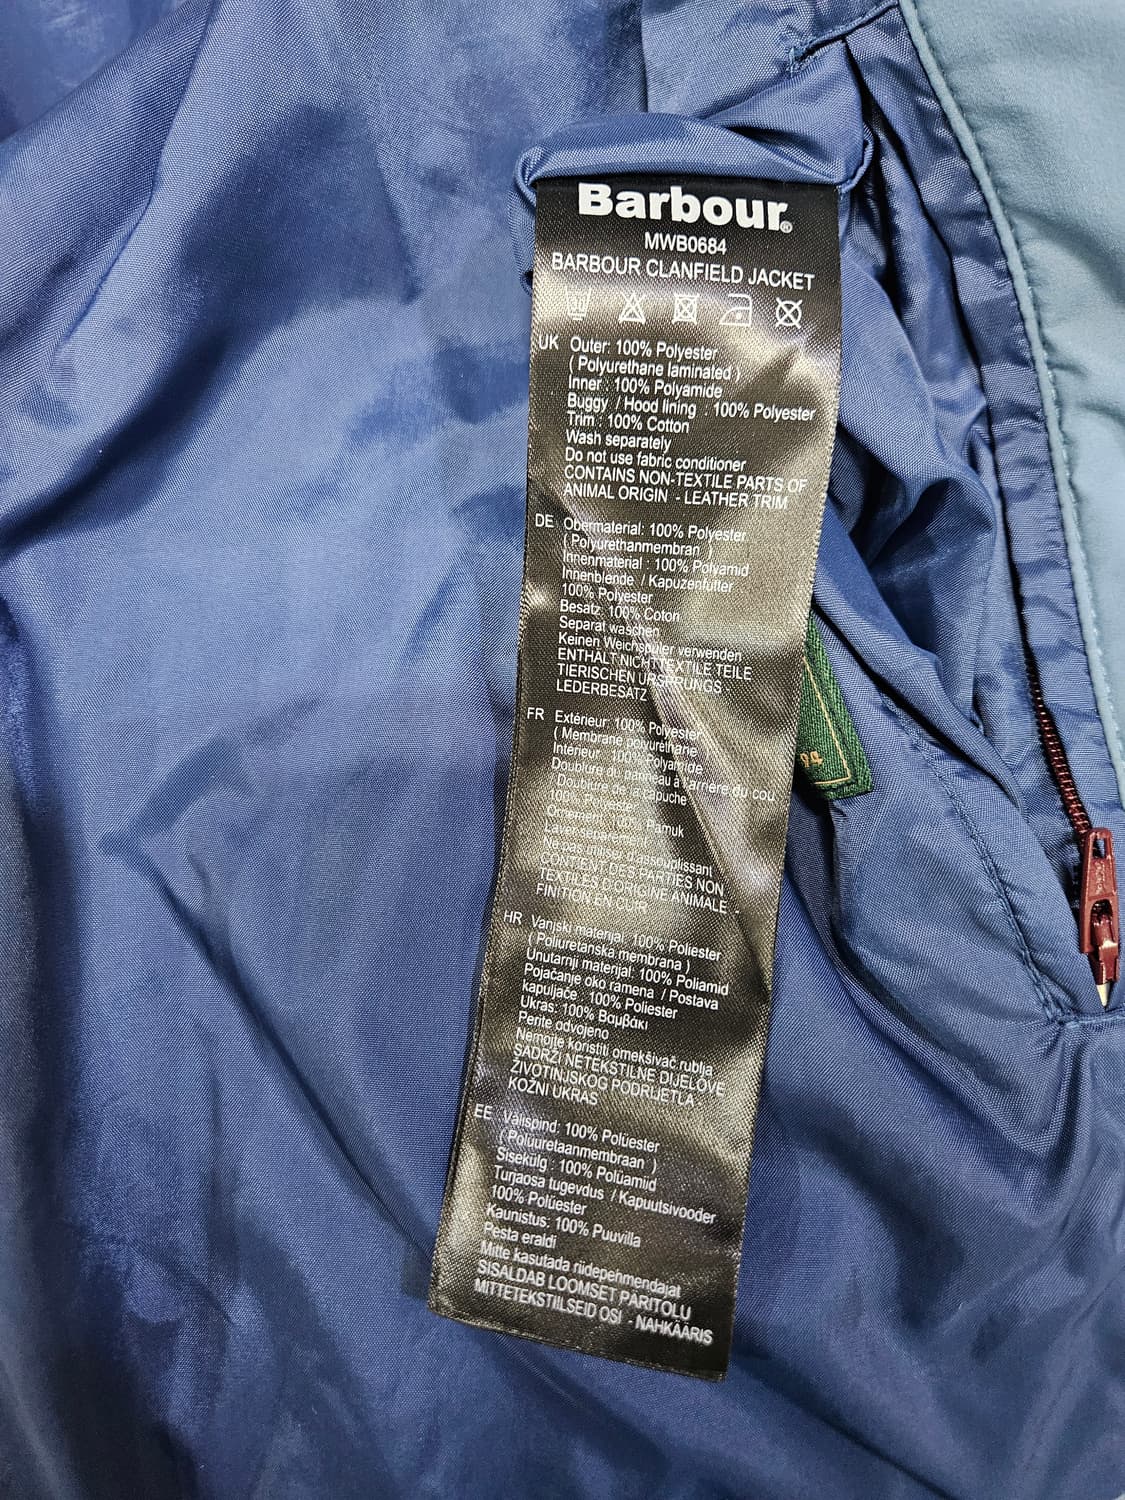 Barbour®
MWB0684
BARBOUR CLANFIELD JACKET
UK Outer: 100% Polyester
( Polyurethane laminated )
Inner : 100% Polyamide
Buggy / Hood lining : 100% Polyester
Trim : 100% Cotton
Wash separately
Do not use fabric conditioner
CONTAINS NON-TEXTILE PARTS OF
ANIMAL ORIGIN - LEATHER TRIM
DE Obermaterial: 100% Polyester
( Polyurethanmembran )
Innenmaterial : 100% Polyamid
Innenblende / Kapuzenfutter
100% Polyester
Besatz: 100% Coton
Separat waschen
Keinen Weichspüler verwenden
ENTHÄLT NICHTTEXTILE TEILE
TIERISCHEN URSPRUNGS -
LEDERBESATZ
FR Extérieur: 100% Polyester
( Membrane polyuréthane
Intérieur: 100% Polyamide
Doublure du panneau à l'arrière du cou
/ Doublure de capuche
100% Polyester
Ornement: 100% Pamuk
Laver séparément
Ne pas utiliser d'assouplissant
CONTIENT DES PARTIES NON
TEXTILES D'ORIGINE ANIMALE -
FINITION EN CUIR
HR Vanjski materijal: 100% Poliester
( Poliuretanska membrana )
Unutarnji materijal: 100% Poliamid
Pojačanje oko ramena / Postava
kapuljače : 100% Poliester
Ukras: 100% Βαμβάκι
Perite odvojeno
Nemojte koristiti omekšivač rublja
SADRŽI NETEKSTILNE DIJELOVE
ŽIVOTINJSKOG PODRIJETLA -
KOŽNI UKRAS
EE Välispind: 100% Polüester
( Polüuretaanmembraan )
Sisekülg : 100% Polüamiid
Turjaosa tugevdus / Kapuutsivooder
100% Polüester
Kaunistus: 100% Puuvilla
Pesta eraldi
Mitte kasutada riidepehmendajat
SISALDAB LOOMSET PÄRITOLU
MITTETEKSTIILSEID OSI - NAHKÄÄRIS